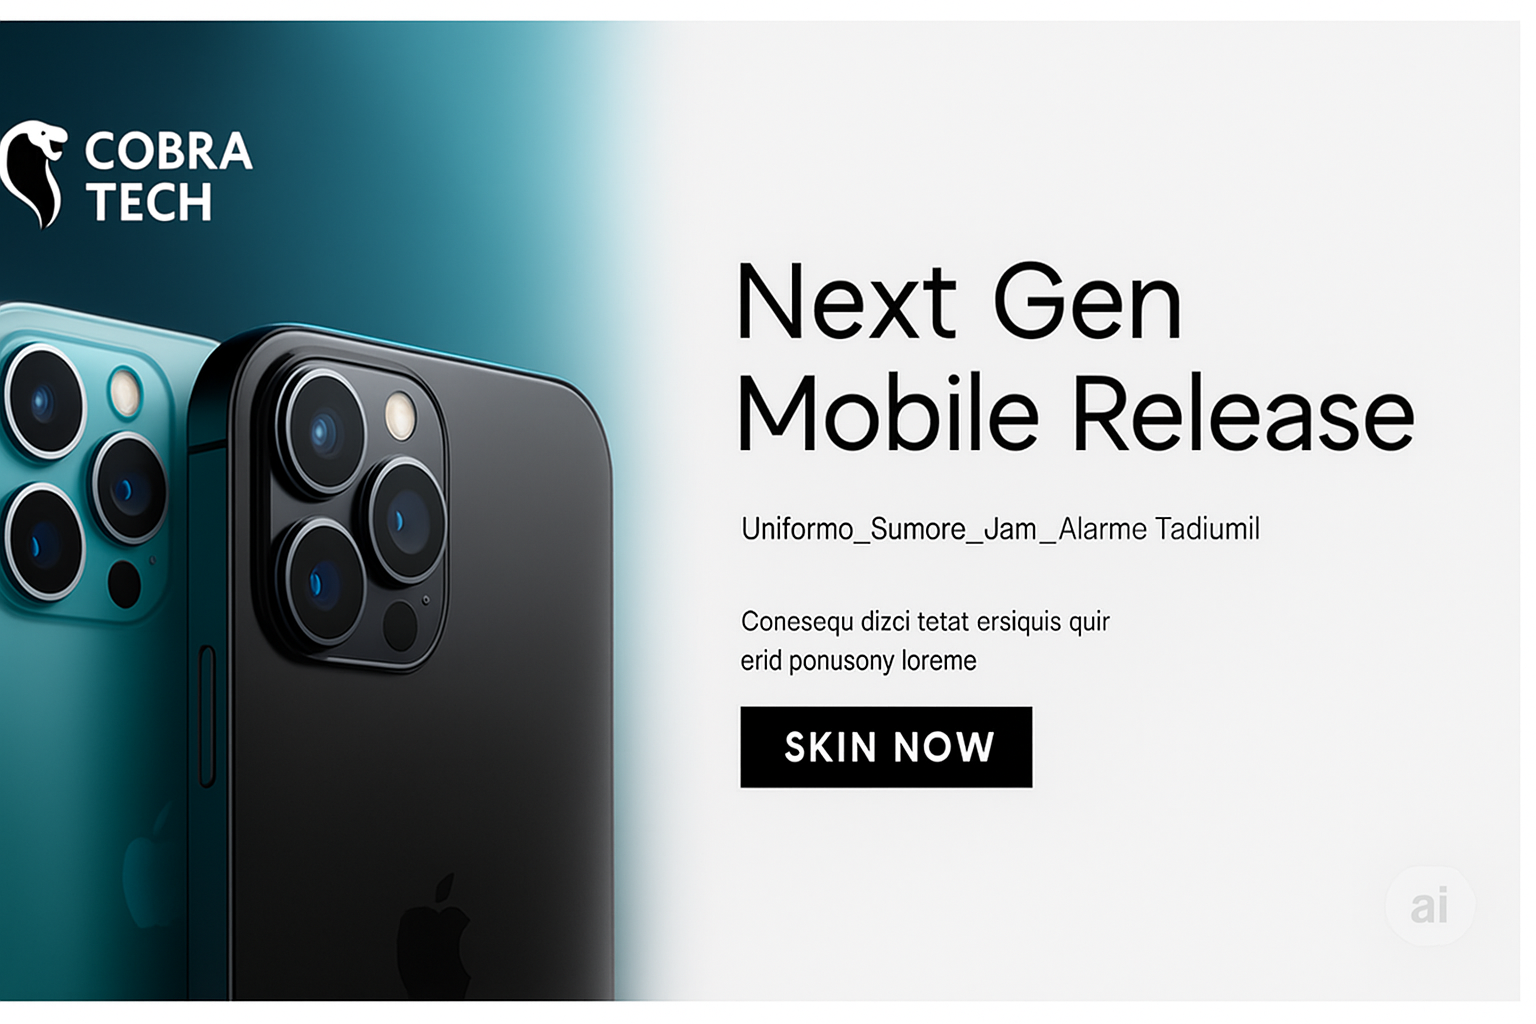 COBRA
TECH
Next Gen
Mobile Release
Uniformo_Sumore_Jam_Alarme Tadiumil
Conesequ dizci tetat ersiquis quir
erid ponusony loreme
SKIN NOW
ai